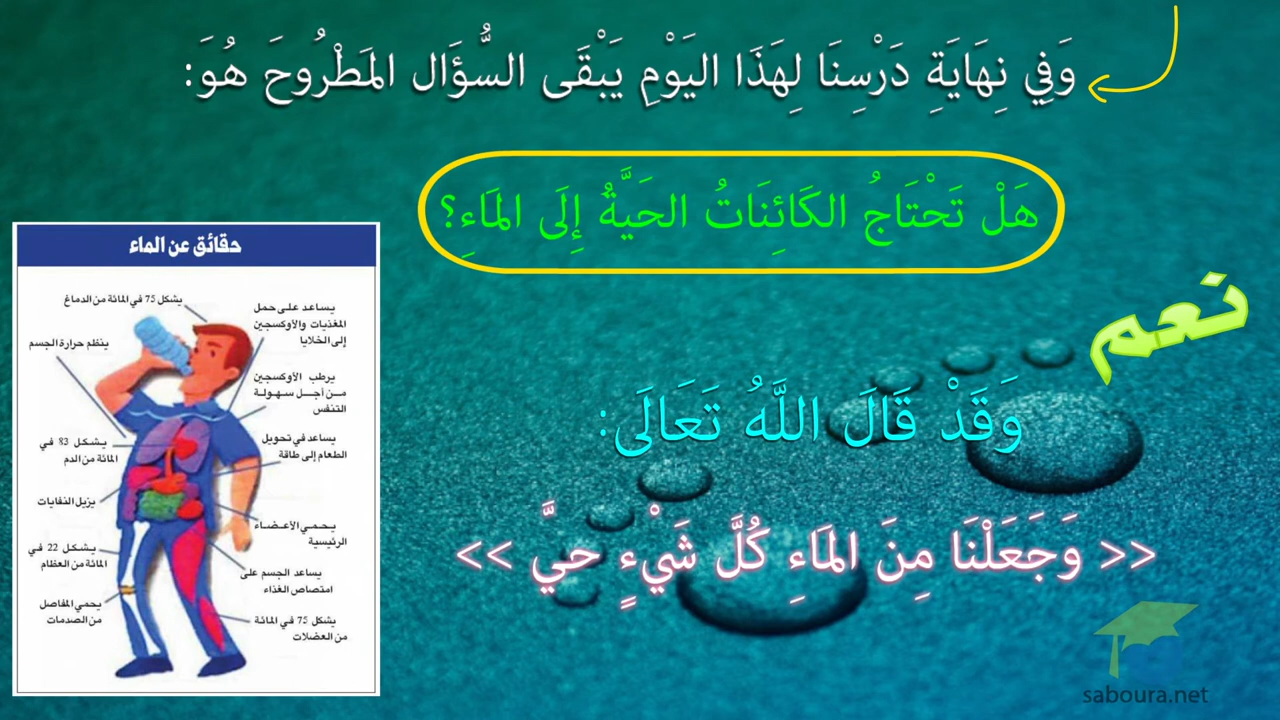 وَفِي نِهَايَةِ دَرْسِنَا لِهَذَا اليَوْمِ يَبْقَى السُّؤَال المَطْرُوحَ هُوَ:
هَلْ تَحْتَاجُ الكَائِنَاتُ الحَيَّةُ إِلَى المَاءِ؟
نعم
وَقَدْ قَالَ اللَّهُ تَعَالَى:
<< وَجَعَلْنَا مِنَ المَاءِ كُلَّ شَيْءٍ حيَّ >>
حقائق عن الماء
يساعد على حمل
المغذيات والأوكسجين
إلى الخلايا
يرطب الأوكسجين
من أجل سهولة
التنفس
يساعد في تحويل
الطعام إلى طاقة
يحمي الأعضاء
الرئيسية
يساعد الجسم على
امتصاص الغذاء
يشكل 75 في المائة
من العضلات
يشكل 75 في المائة من الدماغ
ينظم حرارة الجسم
يشكل 83 في
المائة من الدم
يزيل النفايات
يشكل 22 في
المائة من العظام
يحمي المفاصل
من الصدمات
saboura.net